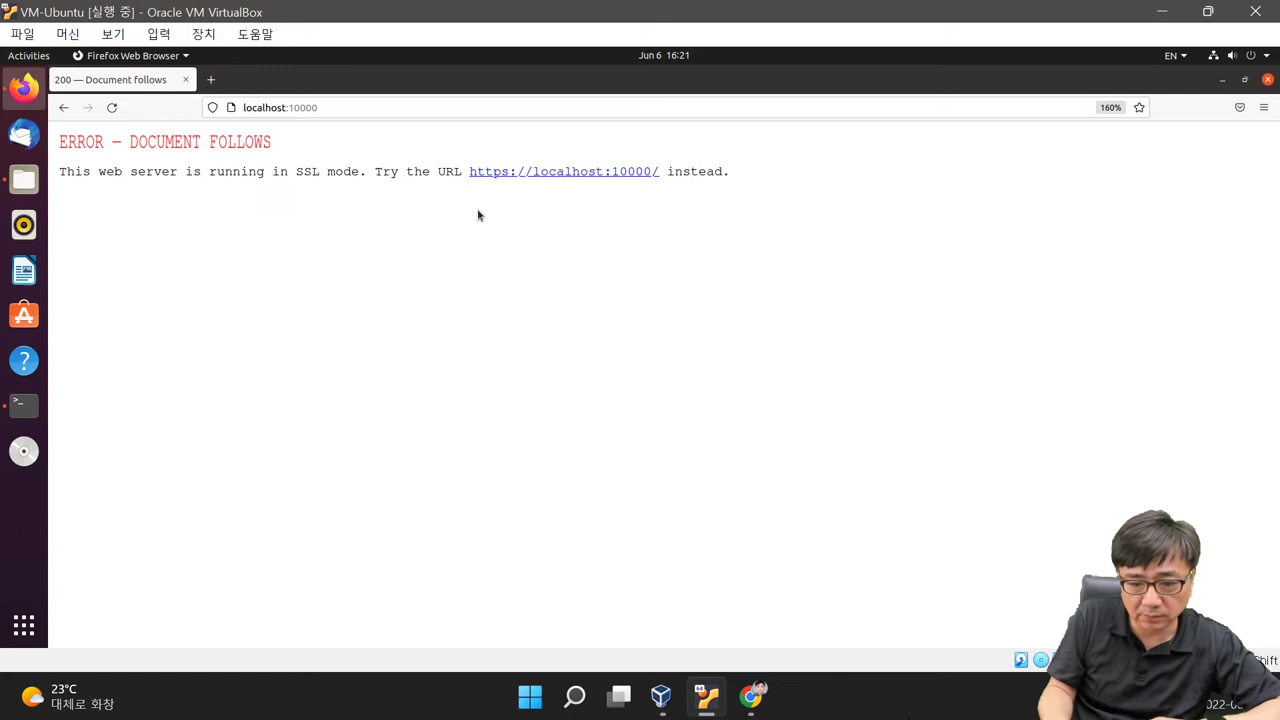 VM-Ubuntu [실행 중] - Oracle VM VirtualBox
파일 머신 보기 입력 장치 도움말
Activities Firefox Web Browser Jun 6 16:21 EN
200 — Document follows
localhost:10000 160%
ERROR — DOCUMENT FOLLOWS
This web server is running in SSL mode. Try the URL https://localhost:10000/ instead.
23°C
대체로 화창